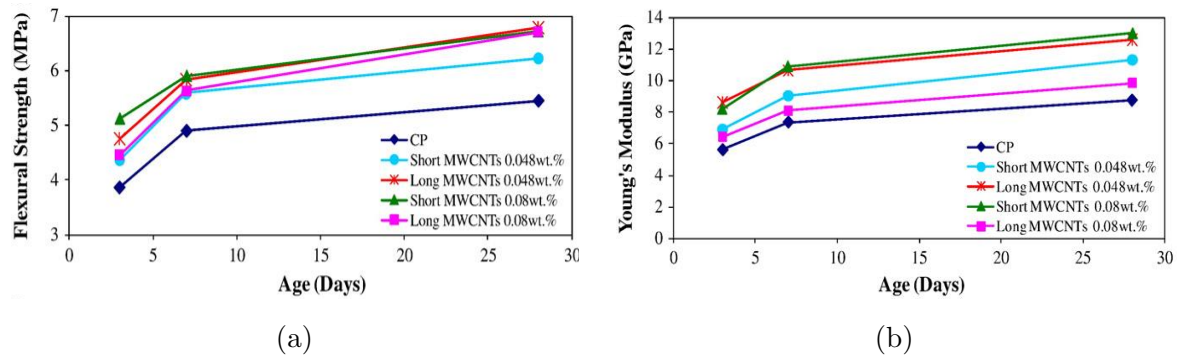 Flexural Strength (MPa)
7
6
5
4
3
0 5 10 15 20 25 30
Age (Days)
CP
Short MWCNTs 0.048wt.%
Long MWCNTs 0.048wt.%
Short MWCNTs 0.08wt.%
Long MWCNTs 0.08wt.%
(a)
Young's Modulus (GPa)
14
12
10
8
6
4
2
0
0 5 10 15 20 25 30
Age (Days)
CP
Short MWCNTs 0.048wt.%
Long MWCNTs 0.048wt.%
Short MWCNTs 0.08wt.%
Long MWCNTs 0.08wt.%
(b)